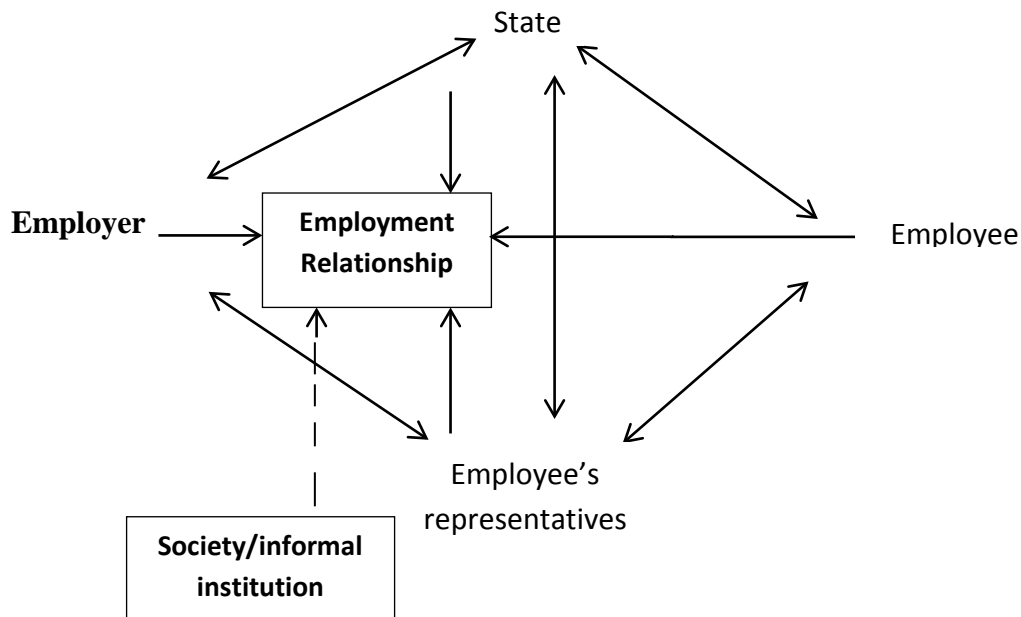 State
Employer
Employment
Relationship
Employee
Employee’s
representatives
Society/informal
institution